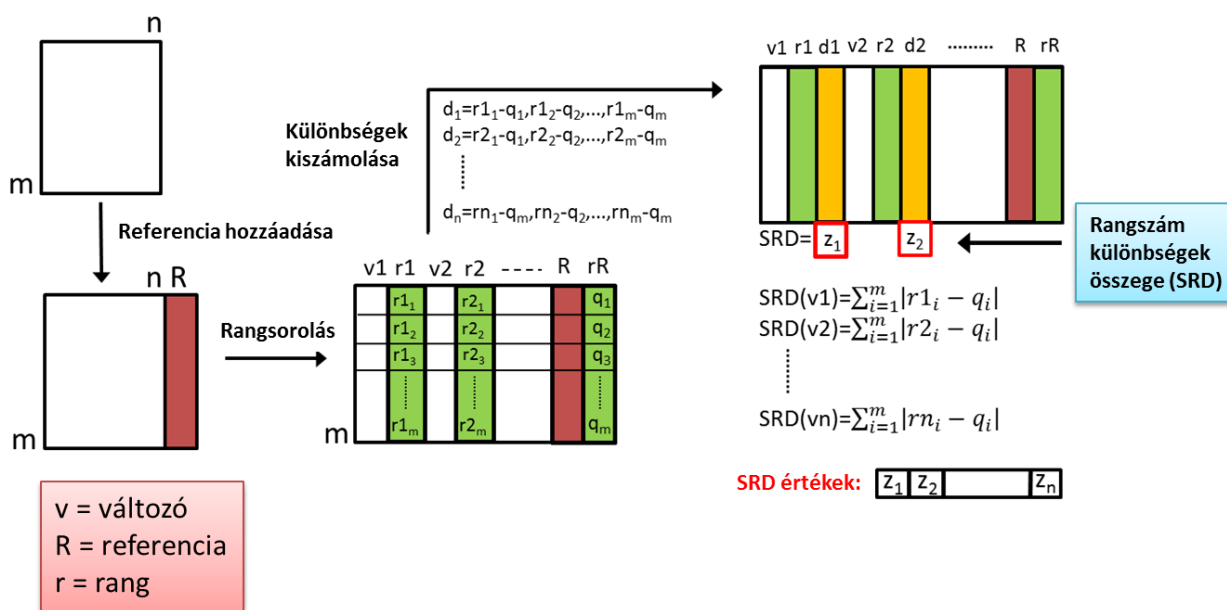 n
m
Referencia hozzáadása
n R
m
v = változó
R = referencia
r = rang
Rangsorolás
v1 r1 v2 r2 ---- R rR
r1₁ r2₁ q₁
r1₂ r2₂ q₂
r1₃ r2₃ q₃
r1ₘ r2ₘ qₘ
m
Különbségek
kiszámolása
d₁=r1₁-q₁,r1₂-q₂,...,r1ₘ-qₘ
d₂=r2₁-q₁,r2₂-q₂,...,r2ₘ-qₘ
dₙ=rn₁-qₘ,rn₂-q₂,...,rnₘ-qₘ
v1 r1 d1 v2 r2 d2 ......... R rR
SRD= z₁ z₂
Rangszám
különbségek
összege (SRD)
SRD(v1)=∑ᵢ₌₁ᵐ|r1ᵢ − qᵢ|
SRD(v2)=∑ᵢ₌₁ᵐ|r2ᵢ − qᵢ|
SRD(vn)=∑ᵢ₌₁ᵐ|rnᵢ − qᵢ|
SRD értékek: z₁ z₂ zₙ